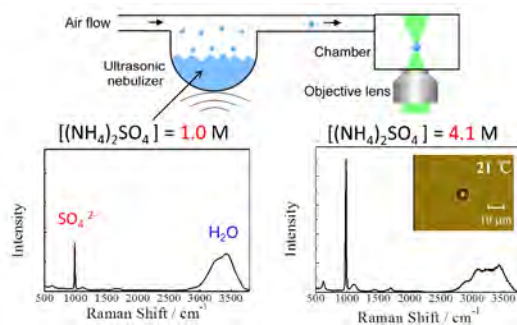 Air flow
Ultrasonic
nebulizer
Chamber
Objective lens
[(NH4)2SO4] = 1.0 M
[(NH4)2SO4] = 4.1 M
Intensity
SO₄²⁻
H₂O
500 1000 1500 2000 2500 3000 3500
Raman Shift / cm⁻¹
Intensity
21 ℃
10 μm
500 1000 1500 2000 2500 3000 3500
Raman Shift / cm⁻¹